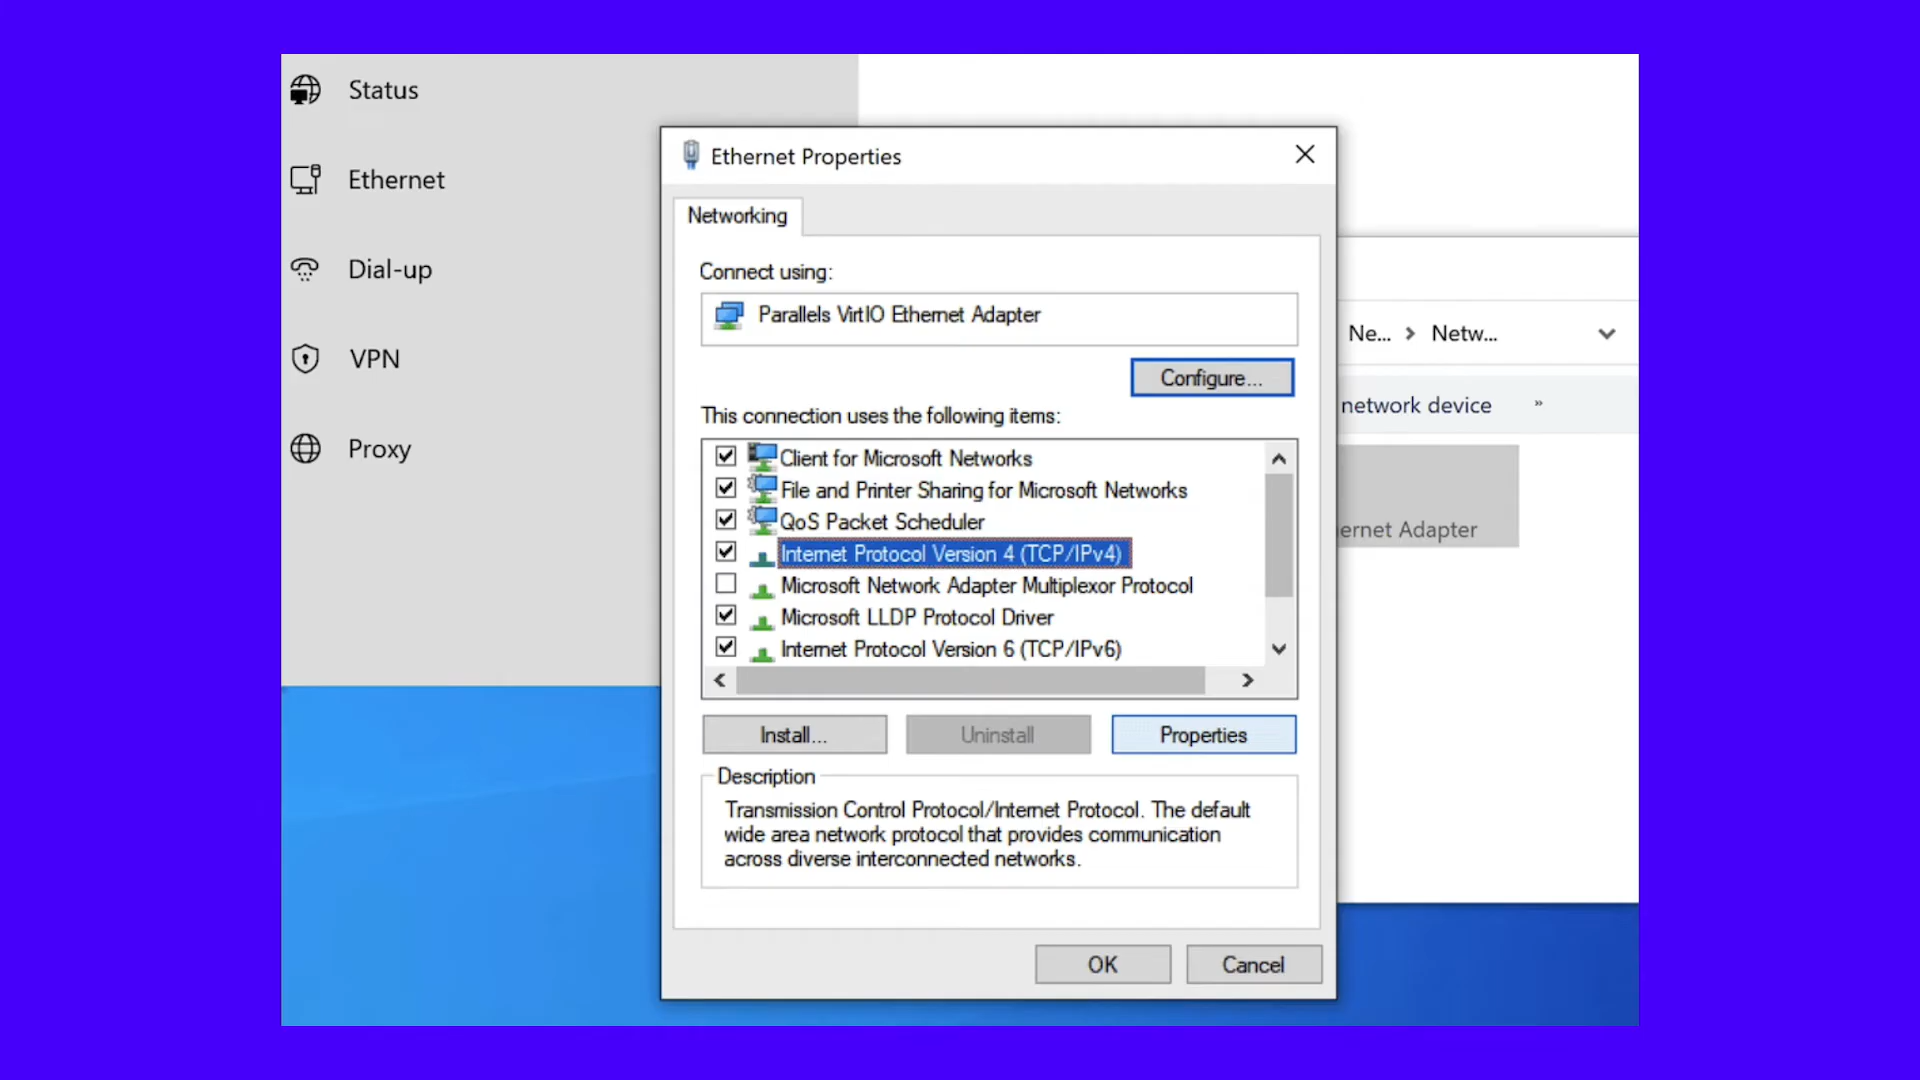 Status
Ethernet
Dial-up
VPN
Proxy
Ethernet Properties
Networking
Connect using:
Parallels VirtIO Ethernet Adapter
Configure...
This connection uses the following items:
Client for Microsoft Networks
File and Printer Sharing for Microsoft Networks
QoS Packet Scheduler
Internet Protocol Version 4 (TCP/IPv4)
Microsoft Network Adapter Multiplexor Protocol
Microsoft LLDP Protocol Driver
Internet Protocol Version 6 (TCP/IPv6)
Install...
Uninstall
Properties
Description
Transmission Control Protocol/Internet Protocol. The default
wide area network protocol that provides communication
across diverse interconnected networks.
OK
Cancel
Ne... > Netw...
network device »
ernet Adapter